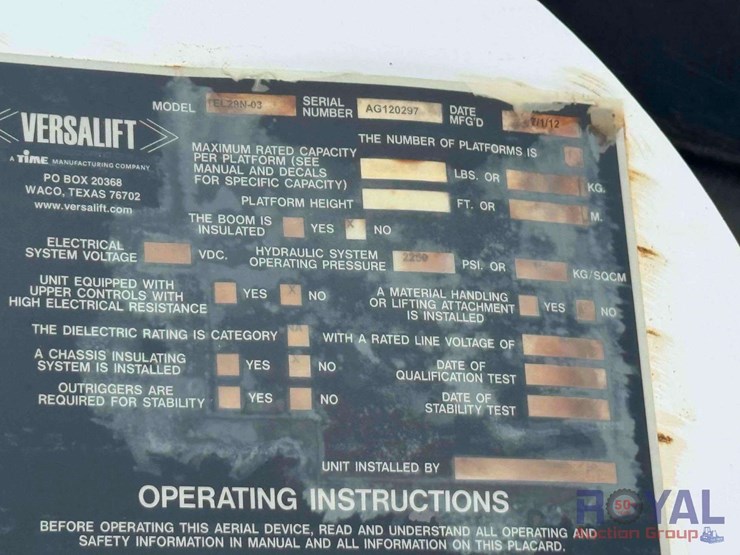 MODEL EL29N-03 SERIAL NUMBER AG120297 DATE MFG'D 7/1/12
VERSALIFT
A TIME MANUFACTURING COMPANY
PO BOX 20368
WACO, TEXAS 76702
www.versalift.com
THE NUMBER OF PLATFORMS IS
MAXIMUM RATED CAPACITY
PER PLATFORM (SEE
MANUAL AND DECALS
FOR SPECIFIC CAPACITY) LBS. OR KG.
PLATFORM HEIGHT FT. OR M.
THE BOOM IS
INSULATED YES X NO
ELECTRICAL
SYSTEM VOLTAGE VDC.
HYDRAULIC SYSTEM
OPERATING PRESSURE 2250 PSI. OR KG/SQCM
UNIT EQUIPPED WITH
UPPER CONTROLS WITH
HIGH ELECTRICAL RESISTANCE YES X NO
A MATERIAL HANDLING
OR LIFTING ATTACHMENT
IS INSTALLED YES NO
THE DIELECTRIC RATING IS CATEGORY WITH A RATED LINE VOLTAGE OF
A CHASSIS INSULATING
SYSTEM IS INSTALLED YES NO
DATE OF
QUALIFICATION TEST
OUTRIGGERS ARE
REQUIRED FOR STABILITY YES NO
DATE OF
STABILITY TEST
UNIT INSTALLED BY
OPERATING INSTRUCTIONS
BEFORE OPERATING THIS AERIAL DEVICE, READ AND UNDERSTAND ALL OPERATING AND
SAFETY INFORMATION IN MANUAL AND ALL INFORMATION ON THIS PLACARD.
ROYAL
50
Auction Group